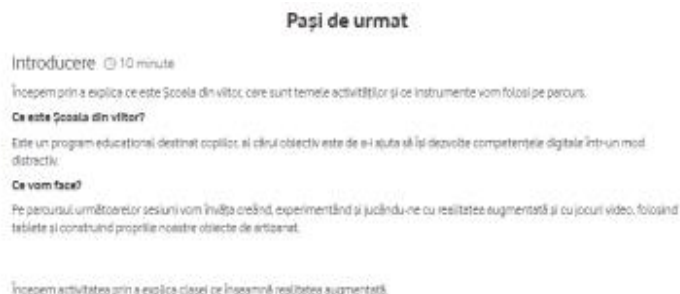 Pași de urmat
Introducere 10 minute
Începem prin a explica ce este Școala din viitor, care sunt temele activităților și ce instrumente vom folosi pe parcurs.
Ce este Școala din viitor?
Este un program educațional destinat copiilor, al cărui obiectiv este de a-i ajuta să își dezvolte competențele digitale într-un mod
distractiv.
Ce vom face?
Pe parcursul următoarelor sesiuni vom învăța creând, experimentând și jucându-ne cu realitatea augmentată și cu jocuri video, folosind
tablete și construind propriile noastre obiecte de artizanat.
Începem activitatea prin a explica clasei ce înseamnă realitatea augmentată.